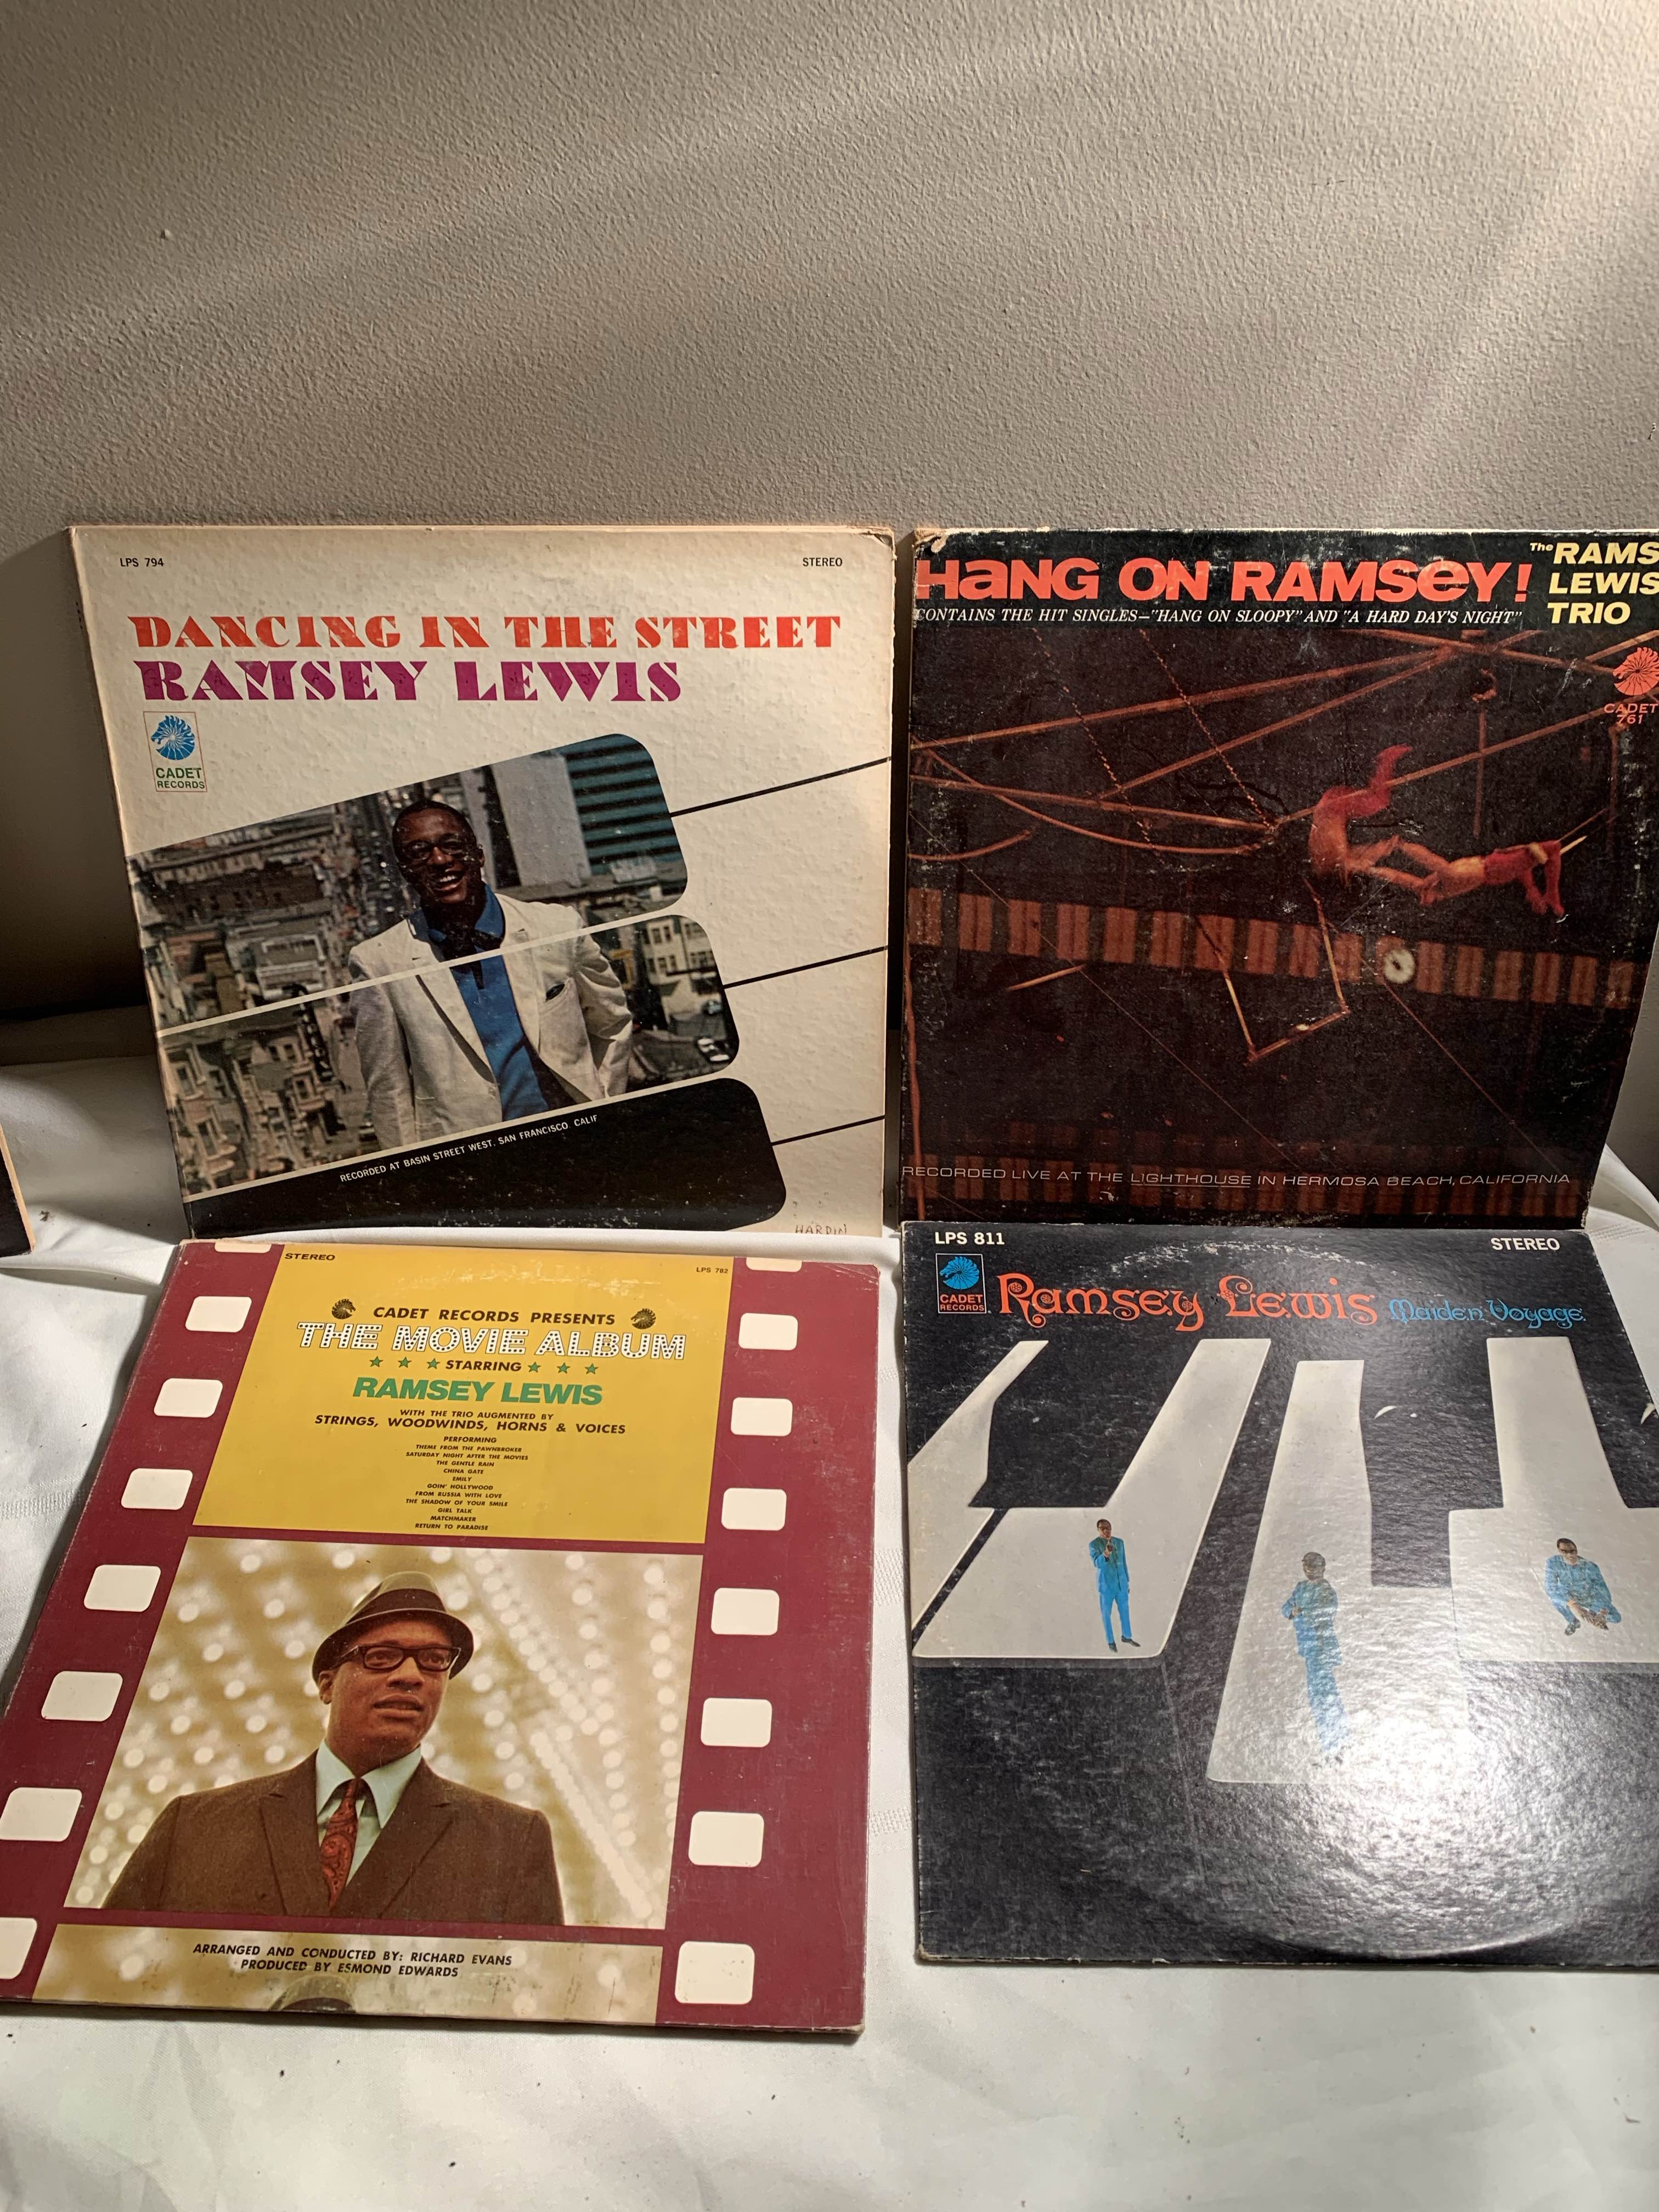 LPS 794
STEREO
DANCING IN THE STREET
RAMSEY LEWIS
CADET
RECORDS
RECORDED AT BASIN STREET WEST, SAN FRANCISCO, CALIF
HARDIN
HANG ON RAMSEY!
CONTAINS THE HIT SINGLES—"HANG ON SLOOPY" AND "A HARD DAY'S NIGHT"
The RAMS
LEWIS
TRIO
CADET
761
RECORDED LIVE AT THE LIGHTHOUSE IN HERMOSA BEACH, CALIFORNIA
STEREO
LPS 782
CADET RECORDS PRESENTS
THE MOVIE ALBUM
STARRING
RAMSEY LEWIS
WITH THE TRIO AUGMENTED BY
STRINGS, WOODWINDS, HORNS & VOICES
PERFORMING
THEME FROM THE PAWNBROKER
SATURDAY NIGHT AFTER THE MOVIES
THE GENTLE RAIN
CHINA GATE
EMILY
GOIN' HOLLYWOOD
FROM RUSSIA WITH LOVE
THE SHADOW OF YOUR SMILE
GIRL TALK
MATCHMAKER
RETURN TO PARADISE
ARRANGED AND CONDUCTED BY: RICHARD EVANS
PRODUCED BY ESMOND EDWARDS
LPS 811
STEREO
CADET
RECORDS
Ramsey Lewis Maiden Voyage